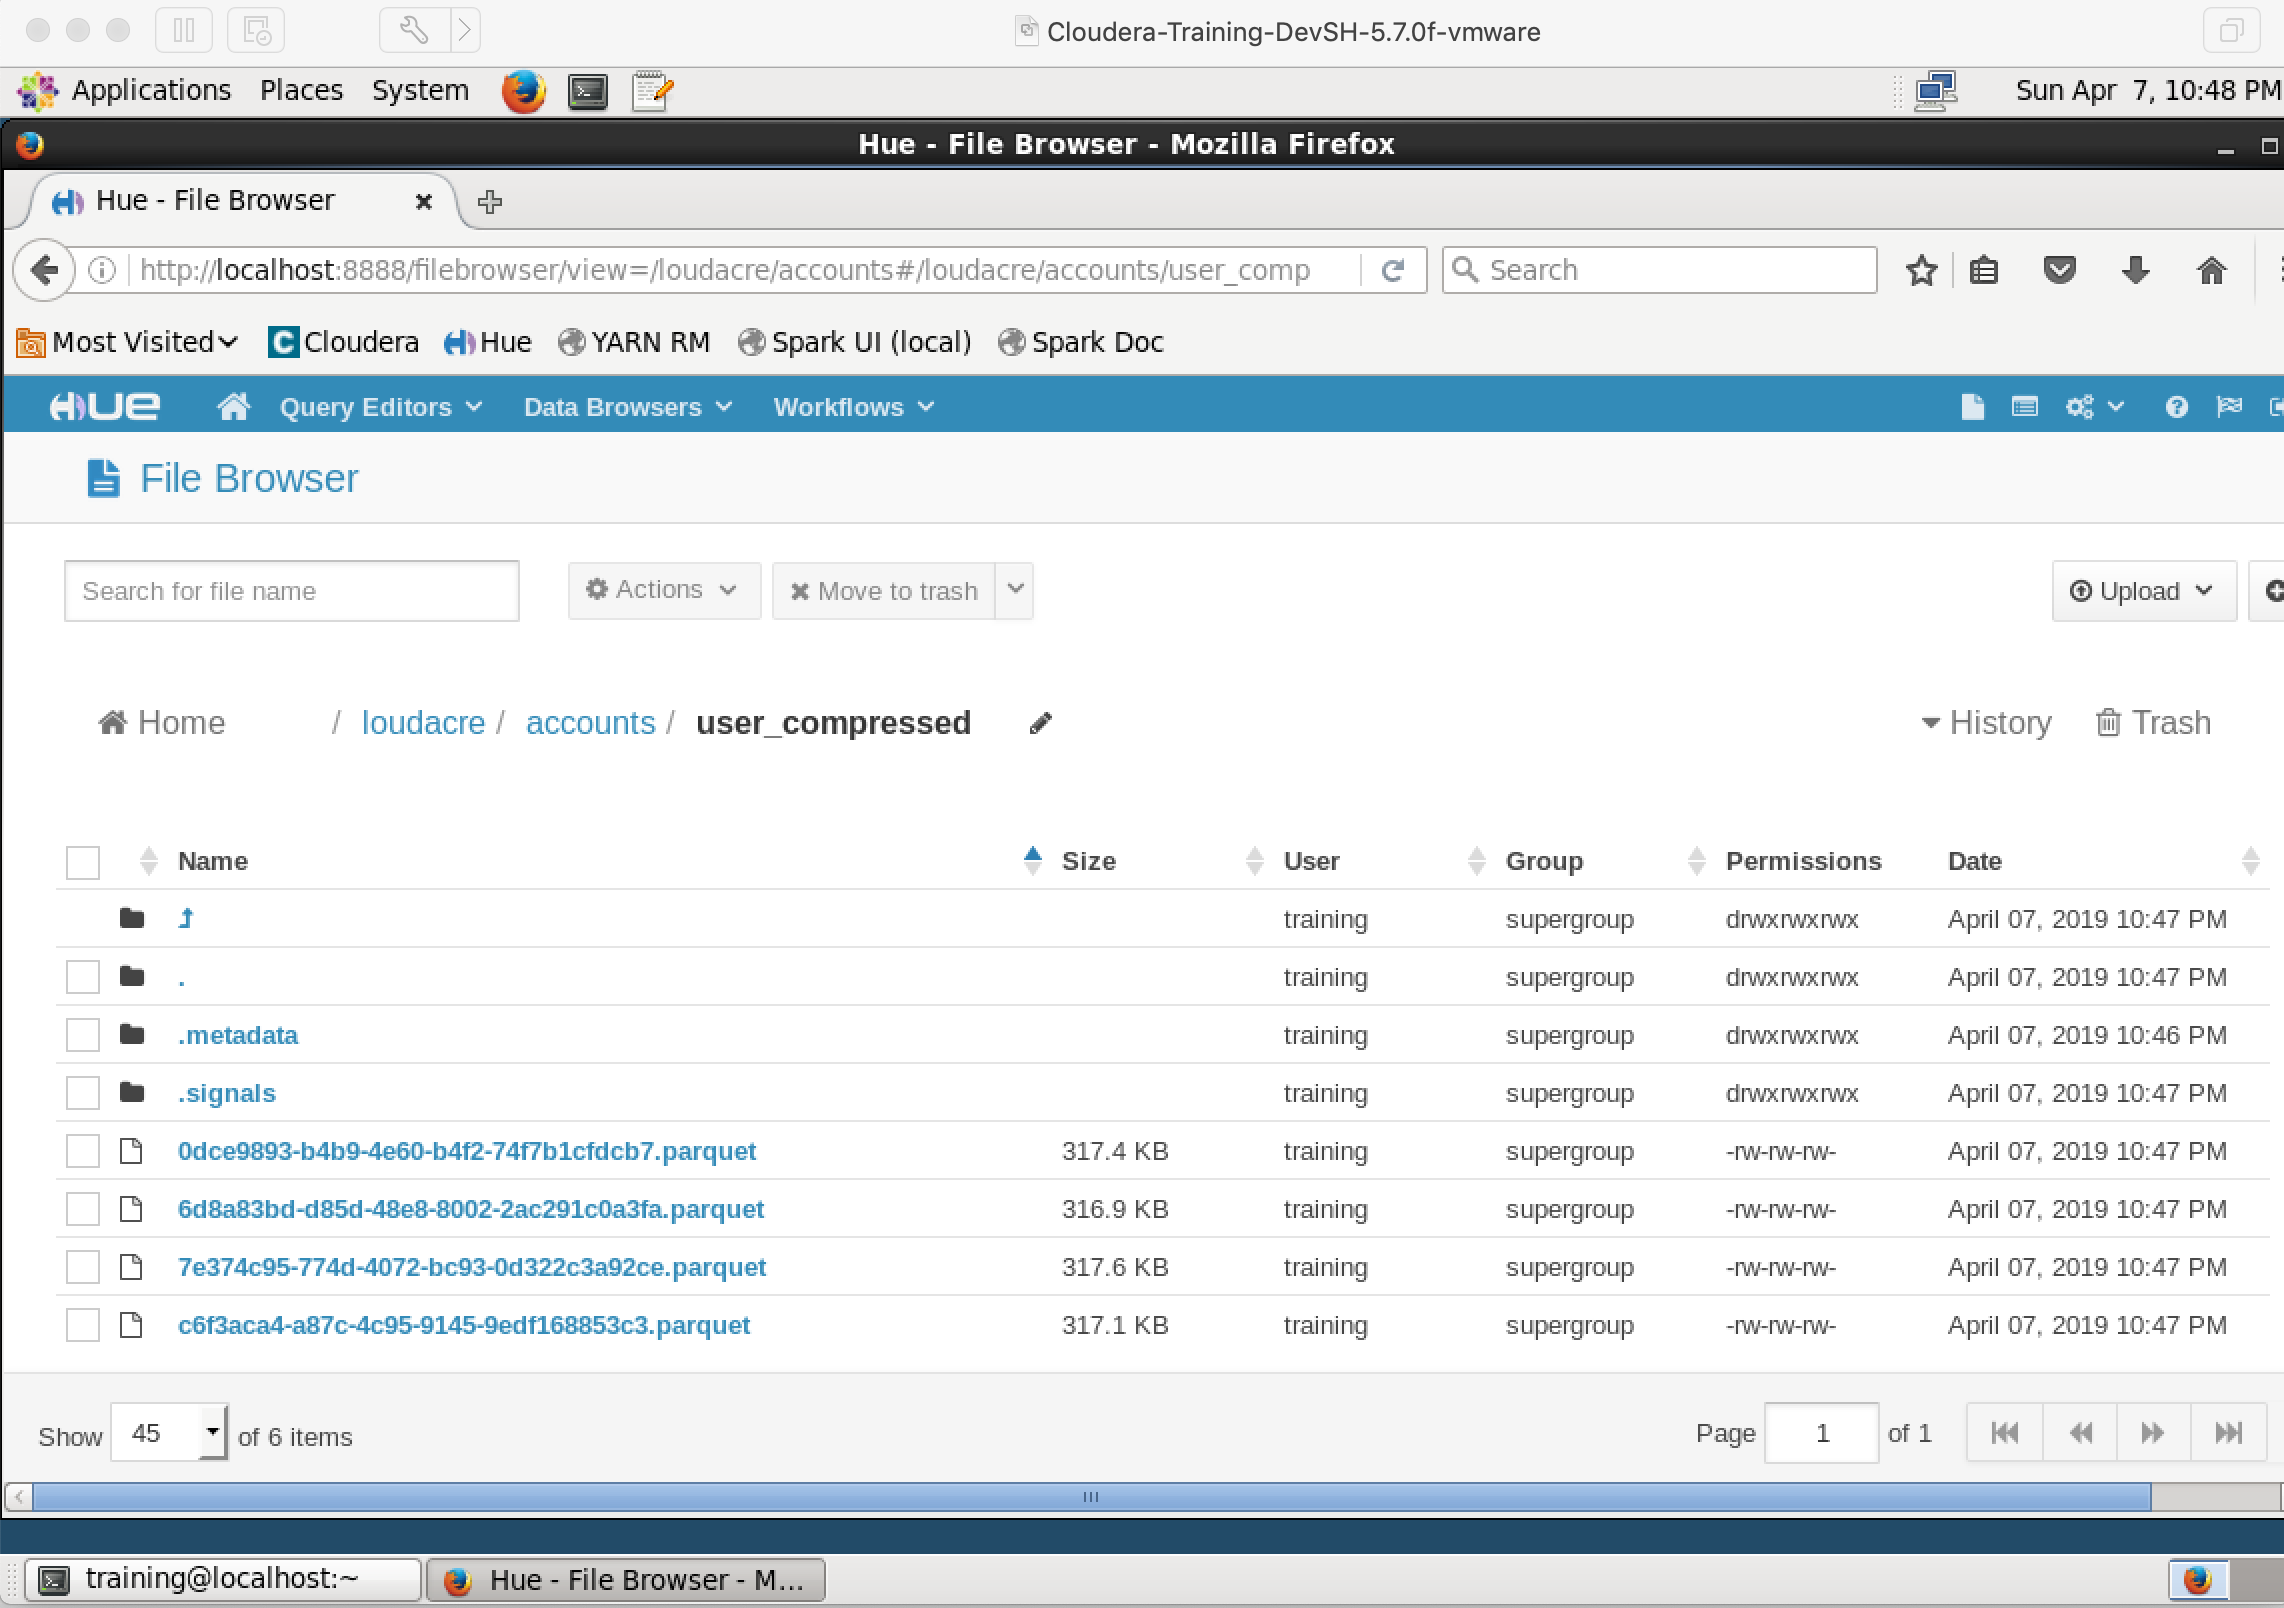 Cloudera-Training-DevSH-5.7.0f-vmware
Applications Places System Sun Apr 7, 10:48 PM
Hue - File Browser - Mozilla Firefox
Hue - File Browser
http://localhost:8888/filebrowser/view=/loudacre/accounts#/loudacre/accounts/user_comp Search
Most Visited Cloudera Hue YARN RM Spark UI (local) Spark Doc
HUE Query Editors Data Browsers Workflows
File Browser
Search for file name Actions Move to trash Upload
Home / loudacre / accounts / user_compressed History Trash
Name Size User Group Permissions Date
training supergroup drwxrwxrwx April 07, 2019 10:47 PM
. training supergroup drwxrwxrwx April 07, 2019 10:47 PM
.metadata training supergroup drwxrwxrwx April 07, 2019 10:46 PM
.signals training supergroup drwxrwxrwx April 07, 2019 10:47 PM
0dce9893-b4b9-4e60-b4f2-74f7b1cfdcb7.parquet 317.4 KB training supergroup -rw-rw-rw- April 07, 2019 10:47 PM
6d8a83bd-d85d-48e8-8002-2ac291c0a3fa.parquet 316.9 KB training supergroup -rw-rw-rw- April 07, 2019 10:47 PM
7e374c95-774d-4072-bc93-0d322c3a92ce.parquet 317.6 KB training supergroup -rw-rw-rw- April 07, 2019 10:47 PM
c6f3aca4-a87c-4c95-9145-9edf168853c3.parquet 317.1 KB training supergroup -rw-rw-rw- April 07, 2019 10:47 PM
Show 45 of 6 items Page 1 of 1
training@localhost:~ Hue - File Browser - M...